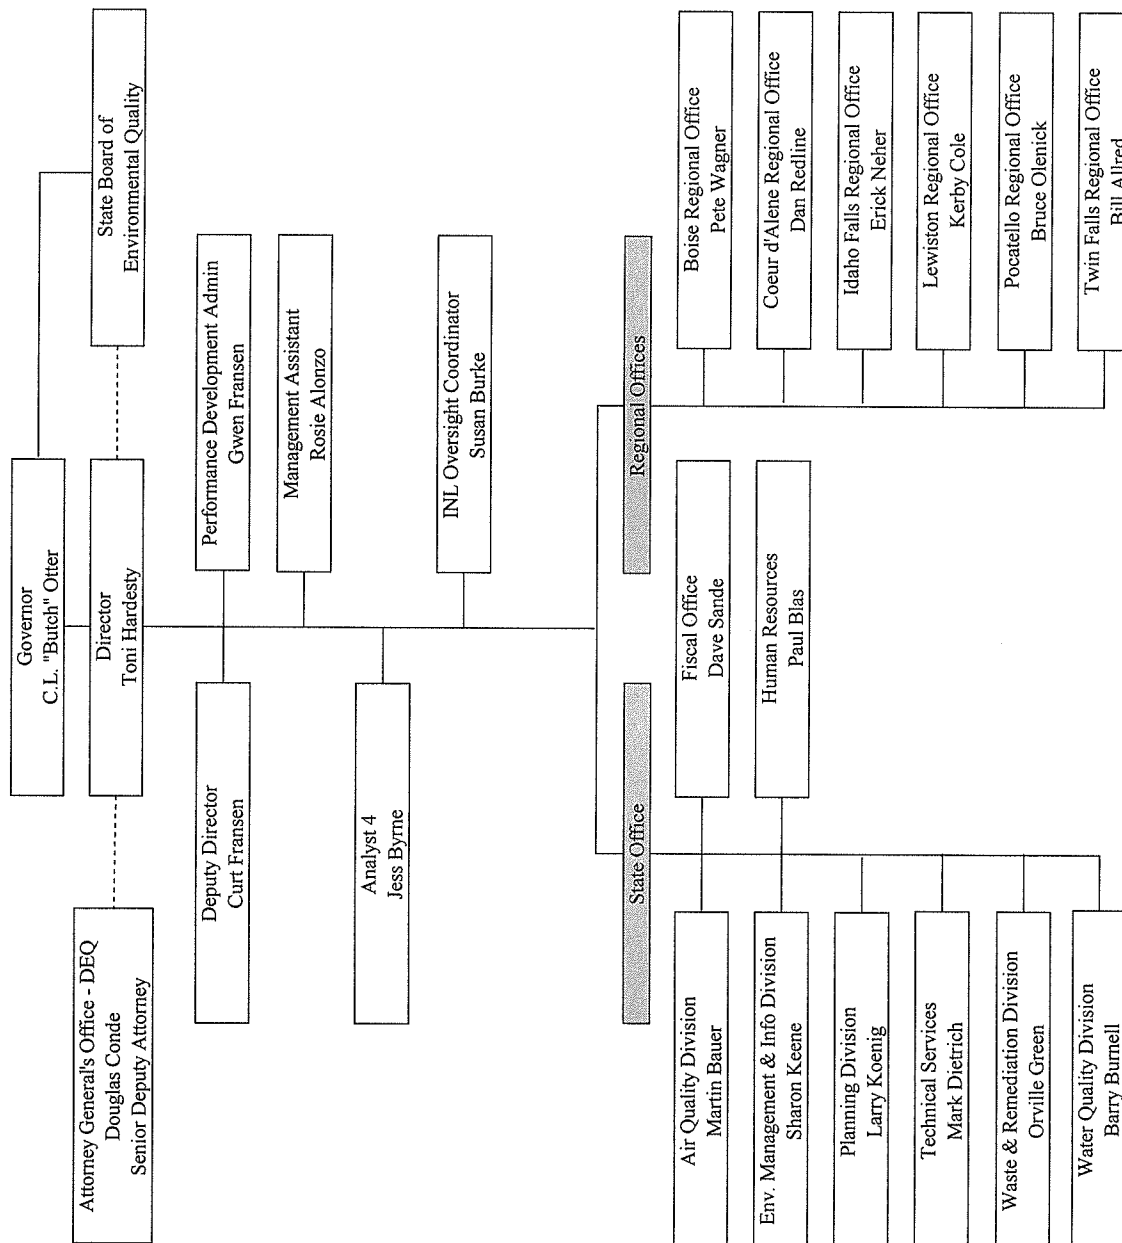 Governor
C.L. "Butch" Otter
Attorney General's Office - DEQ
Douglas Conde
Senior Deputy Attorney
Director
Toni Hardesty
State Board of
Environmental Quality
Deputy Director
Curt Fransen
Performance Development Admin
Gwen Fransen
Management Assistant
Rosie Alonzo
Analyst 4
Jess Byrne
INL Oversight Coordinator
Susan Burke
State Office
Regional Offices
Air Quality Division
Martin Bauer
Fiscal Office
Dave Sande
Boise Regional Office
Pete Wagner
Env. Management & Info Division
Sharon Keene
Human Resources
Paul Blas
Coeur d'Alene Regional Office
Dan Redline
Planning Division
Larry Koenig
Idaho Falls Regional Office
Erick Neher
Technical Services
Mark Dietrich
Lewiston Regional Office
Kerby Cole
Waste & Remediation Division
Orville Green
Pocatello Regional Office
Bruce Olenick
Water Quality Division
Barry Burnell
Twin Falls Regional Office
Bill Allred